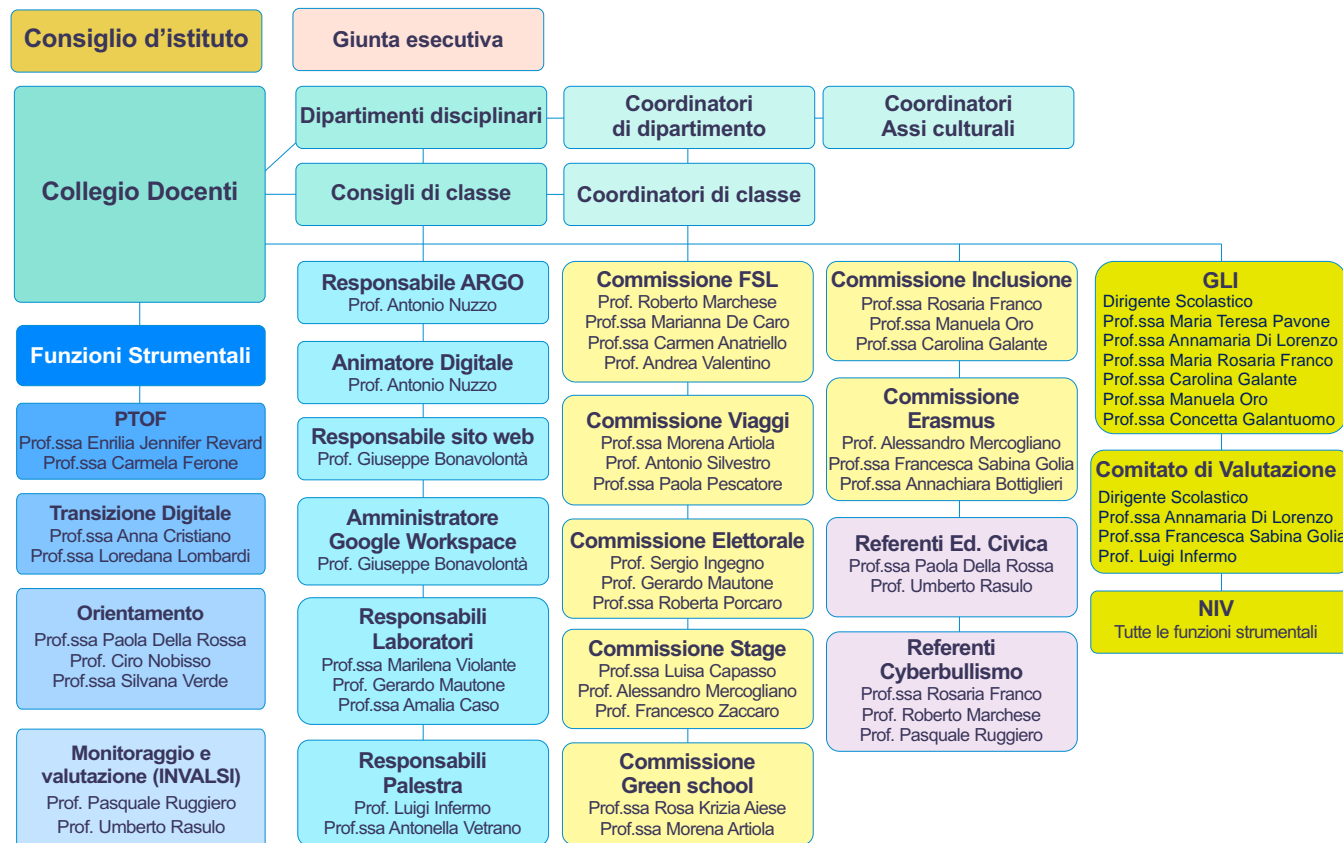 Consiglio d'istituto
Giunta esecutiva
Collegio Docenti
Dipartimenti disciplinari
Coordinatori
di dipartimento
Coordinatori
Assi culturali
Consigli di classe
Coordinatori di classe
Funzioni Strumentali
PTOF
Prof.ssa Enrilia Jennifer Revard
Prof.ssa Carmela Ferone
Transizione Digitale
Prof.ssa Anna Cristiano
Prof.ssa Loredana Lombardi
Orientamento
Prof.ssa Paola Della Rossa
Prof. Ciro Nobisso
Prof.ssa Silvana Verde
Monitoraggio e
valutazione (INVALSI)
Prof. Pasquale Ruggiero
Prof. Umberto Rasulo
Responsabile ARGO
Prof. Antonio Nuzzo
Animatore Digitale
Prof. Antonio Nuzzo
Responsabile sito web
Prof. Giuseppe Bonavolontà
Amministratore
Google Workspace
Prof. Giuseppe Bonavolontà
Responsabili
Laboratori
Prof.ssa Marilena Violante
Prof. Gerardo Mautone
Prof.ssa Amalia Caso
Responsabili
Palestra
Prof. Luigi Infermo
Prof.ssa Antonella Vetrano
Commissione FSL
Prof. Roberto Marchese
Prof.ssa Marianna De Caro
Prof.ssa Carmen Anatriello
Prof. Andrea Valentino
Commissione Viaggi
Prof.ssa Morena Artiola
Prof. Antonio Silvestro
Prof.ssa Paola Pescatore
Commissione Elettorale
Prof. Sergio Ingegno
Prof. Gerardo Mautone
Prof.ssa Roberta Porcaro
Commissione Stage
Prof.ssa Luisa Capasso
Prof. Alessandro Mercogliano
Prof. Francesco Zaccaro
Commissione
Green school
Prof.ssa Rosa Krizia Aiese
Prof.ssa Morena Artiola
Commissione Inclusione
Prof.ssa Rosaria Franco
Prof.ssa Manuela Oro
Prof.ssa Carolina Galante
Commissione
Erasmus
Prof. Alessandro Mercogliano
Prof.ssa Francesca Sabina Golia
Prof.ssa Annachiara Bottiglieri
Referenti Ed. Civica
Prof.ssa Paola Della Rossa
Prof. Umberto Rasulo
Referenti
Cyberbullismo
Prof.ssa Rosaria Franco
Prof. Roberto Marchese
Prof. Pasquale Ruggiero
GLI
Dirigente Scolastico
Prof.ssa Maria Teresa Pavone
Prof.ssa Annamaria Di Lorenzo
Prof.ssa Maria Rosaria Franco
Prof.ssa Carolina Galante
Prof.ssa Manuela Oro
Prof.ssa Concetta Galantuomo
Comitato di Valutazione
Dirigente Scolastico
Prof.ssa Annamaria Di Lorenzo
Prof.ssa Francesca Sabina Golia
Prof. Luigi Infermo
NIV
Tutte le funzioni strumentali